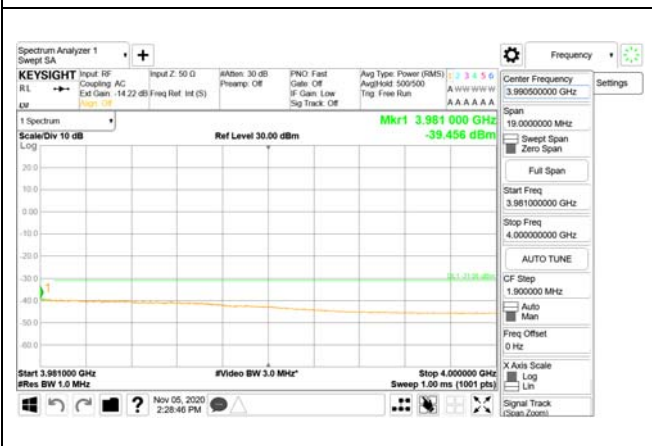 Spectrum Analyzer 1
Swept SA
Frequency
KEYSIGHT
RL
Input: RF
Coupling: AC
Ext Gain: -14.22 dB
Align: Off
Input Z: 50 Ω
Freq Ref: Int (S)
#Atten: 30 dB
Preamp: Off
PNO: Fast
Gate: Off
IF Gain: Low
Sig Track: Off
Avg Type: Power (RMS)
Avg|Hold: 500/500
Trig: Free Run
1 2 3 4 5 6
A W W W W W
A A A A A A
1 Spectrum
Scale/Div 10 dB
Ref Level 30.00 dBm
Mkr1 3.981 000 GHz
-39.456 dBm
Log
20.0
10.0
0.00
-10.0
-20.0
-30.0
-40.0
-50.0
-60.0
1
Start 3.981000 GHz
#Res BW 1.0 MHz
#Video BW 3.0 MHz*
Stop 4.000000 GHz
Sweep 1.00 ms (1001 pts)
Nov 05, 2020
2:28:46 PM
Center Frequency
3.990500000 GHz
Settings
Span
19.0000000 MHz
Swept Span
Zero Span
Full Span
Start Freq
3.981000000 GHz
Stop Freq
4.000000000 GHz
AUTO TUNE
CF Step
1.900000 MHz
Auto
Man
Freq Offset
0 Hz
X Axis Scale
Log
Lin
Signal Track
(Span Zoom)